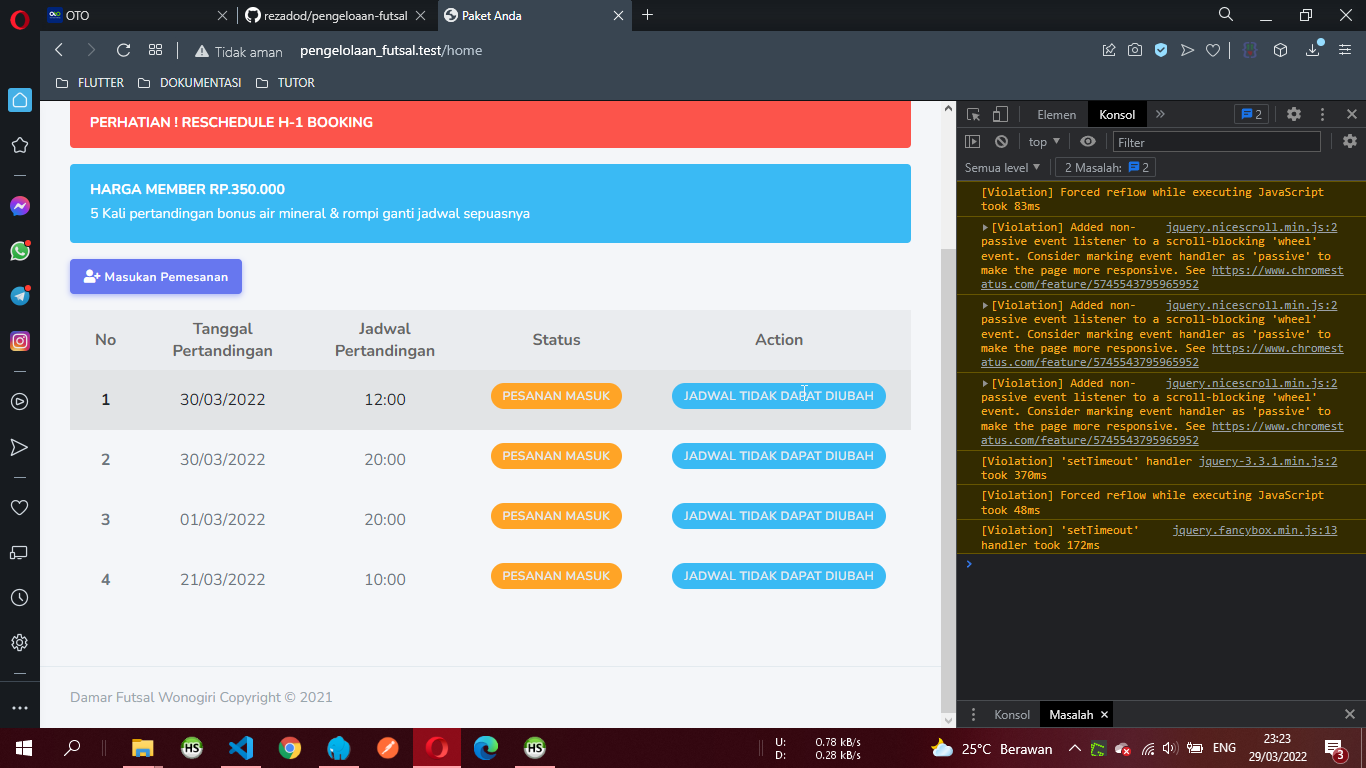 OTO
rezadod/pengeloaan-futsal
Paket Anda
Tidak aman
pengelolaan_futsal.test/home
FLUTTER
DOKUMENTASI
TUTOR
PERHATIAN ! RESCHEDULE H-1 BOOKING
HARGA MEMBER RP.350.000
5 Kali pertandingan bonus air mineral & rompi ganti jadwal sepuasnya
Masukan Pemesanan
No Tanggal Pertandingan Jadwal Pertandingan Status Action
1 30/03/2022 12:00 PESANAN MASUK JADWAL TIDAK DAPAT DIUBAH
2 30/03/2022 20:00 PESANAN MASUK JADWAL TIDAK DAPAT DIUBAH
3 01/03/2022 20:00 PESANAN MASUK JADWAL TIDAK DAPAT DIUBAH
4 21/03/2022 10:00 PESANAN MASUK JADWAL TIDAK DAPAT DIUBAH
Damar Futsal Wonogiri Copyright © 2021
Elemen Konsol 2
top Filter
Semua level 2 Masalah: 2
[Violation] Forced reflow while executing JavaScript
took 83ms
[Violation] Added non- jquery.nicescroll.min.js:2
passive event listener to a scroll-blocking 'wheel'
event. Consider marking event handler as 'passive' to
make the page more responsive. See https://www.chromest
atus.com/feature/5745543795965952
[Violation] Added non- jquery.nicescroll.min.js:2
passive event listener to a scroll-blocking 'wheel'
event. Consider marking event handler as 'passive' to
make the page more responsive. See https://www.chromest
atus.com/feature/5745543795965952
[Violation] Added non- jquery.nicescroll.min.js:2
passive event listener to a scroll-blocking 'wheel'
event. Consider marking event handler as 'passive' to
make the page more responsive. See https://www.chromest
atus.com/feature/5745543795965952
[Violation] 'setTimeout' handler jquery-3.3.1.min.js:2
took 370ms
[Violation] Forced reflow while executing JavaScript
took 48ms
[Violation] 'setTimeout' jquery.fancybox.min.js:13
handler took 172ms
Konsol Masalah
HS
HS
U: 0.78 kB/s
D: 0.28 kB/s
25°C Berawan
ENG
23:23
29/03/2022
3